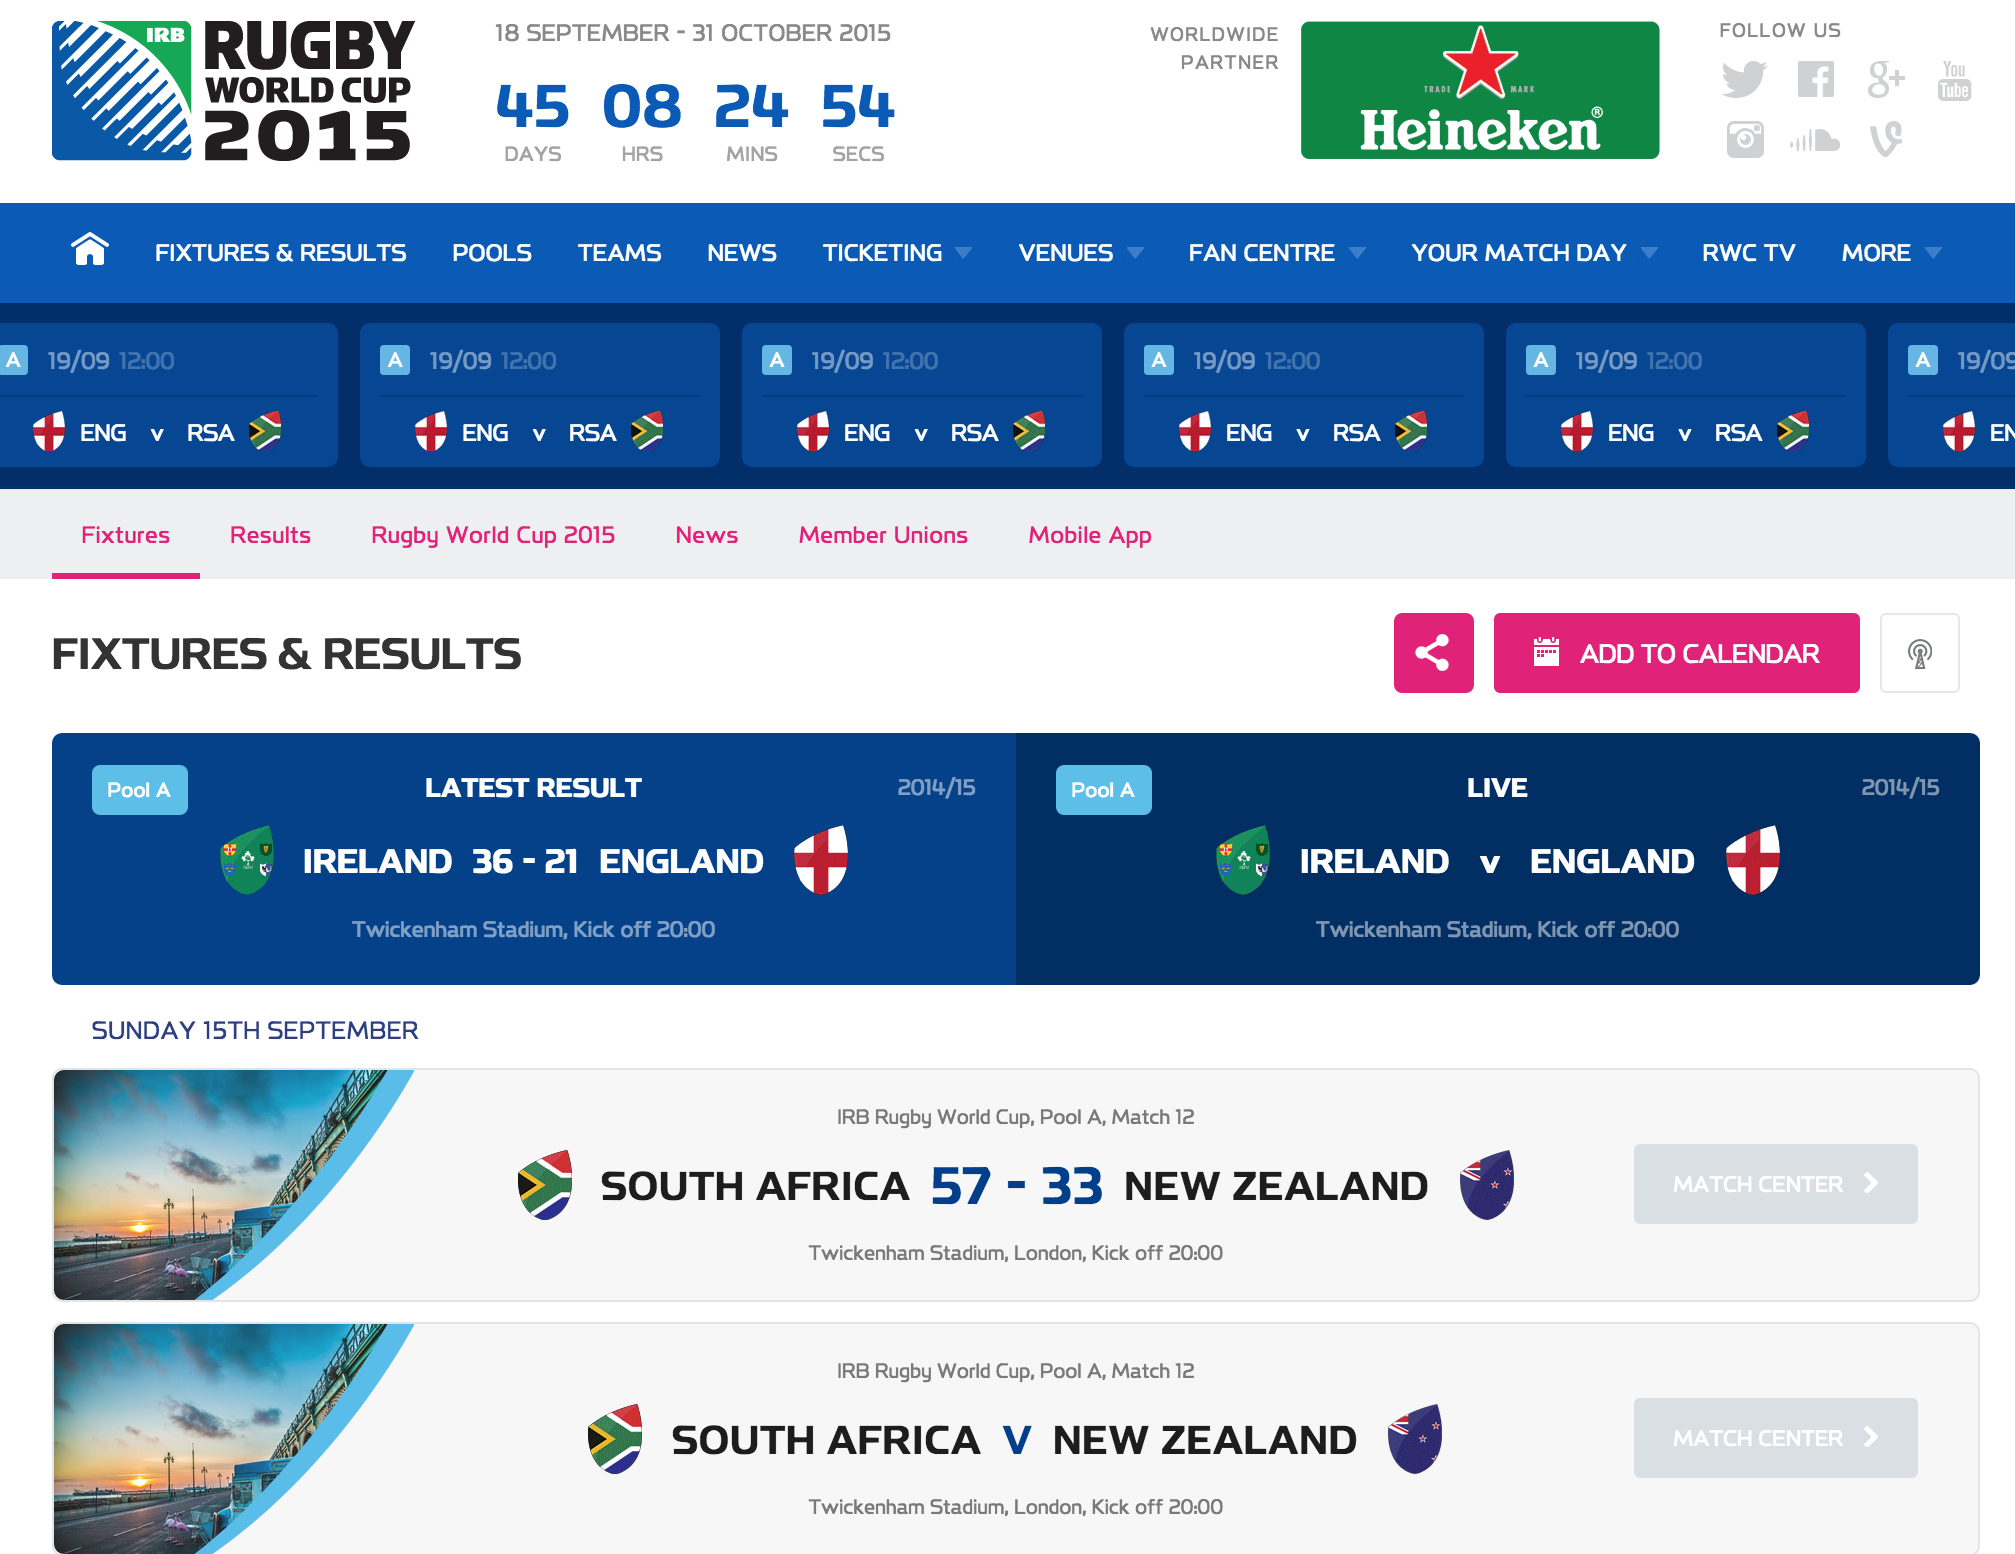 IRB
RUGBY
WORLD CUP
2015
18 SEPTEMBER - 31 OCTOBER 2015
45 08 24 54
DAYS HRS MINS SECS
WORLDWIDE
PARTNER
TRADE MARK
Heineken®
FOLLOW US
You
Tube
FIXTURES & RESULTS POOLS TEAMS NEWS TICKETING VENUES FAN CENTRE YOUR MATCH DAY RWC TV MORE
A 19/09 12:00
ENG v RSA
A 19/09 12:00
ENG v RSA
A 19/09 12:00
ENG v RSA
A 19/09 12:00
ENG v RSA
A 19/09 12:00
ENG v RSA
A 19/09
EN
Fixtures Results Rugby World Cup 2015 News Member Unions Mobile App
FIXTURES & RESULTS
ADD TO CALENDAR
Pool A LATEST RESULT 2014/15
IRELAND 36 - 21 ENGLAND
Twickenham Stadium, Kick off 20:00
Pool A LIVE 2014/15
IRELAND v ENGLAND
Twickenham Stadium, Kick off 20:00
SUNDAY 15TH SEPTEMBER
IRB Rugby World Cup, Pool A, Match 12
SOUTH AFRICA 57 - 33 NEW ZEALAND
Twickenham Stadium, London, Kick off 20:00
MATCH CENTER
IRB Rugby World Cup, Pool A, Match 12
SOUTH AFRICA V NEW ZEALAND
Twickenham Stadium, London, Kick off 20:00
MATCH CENTER